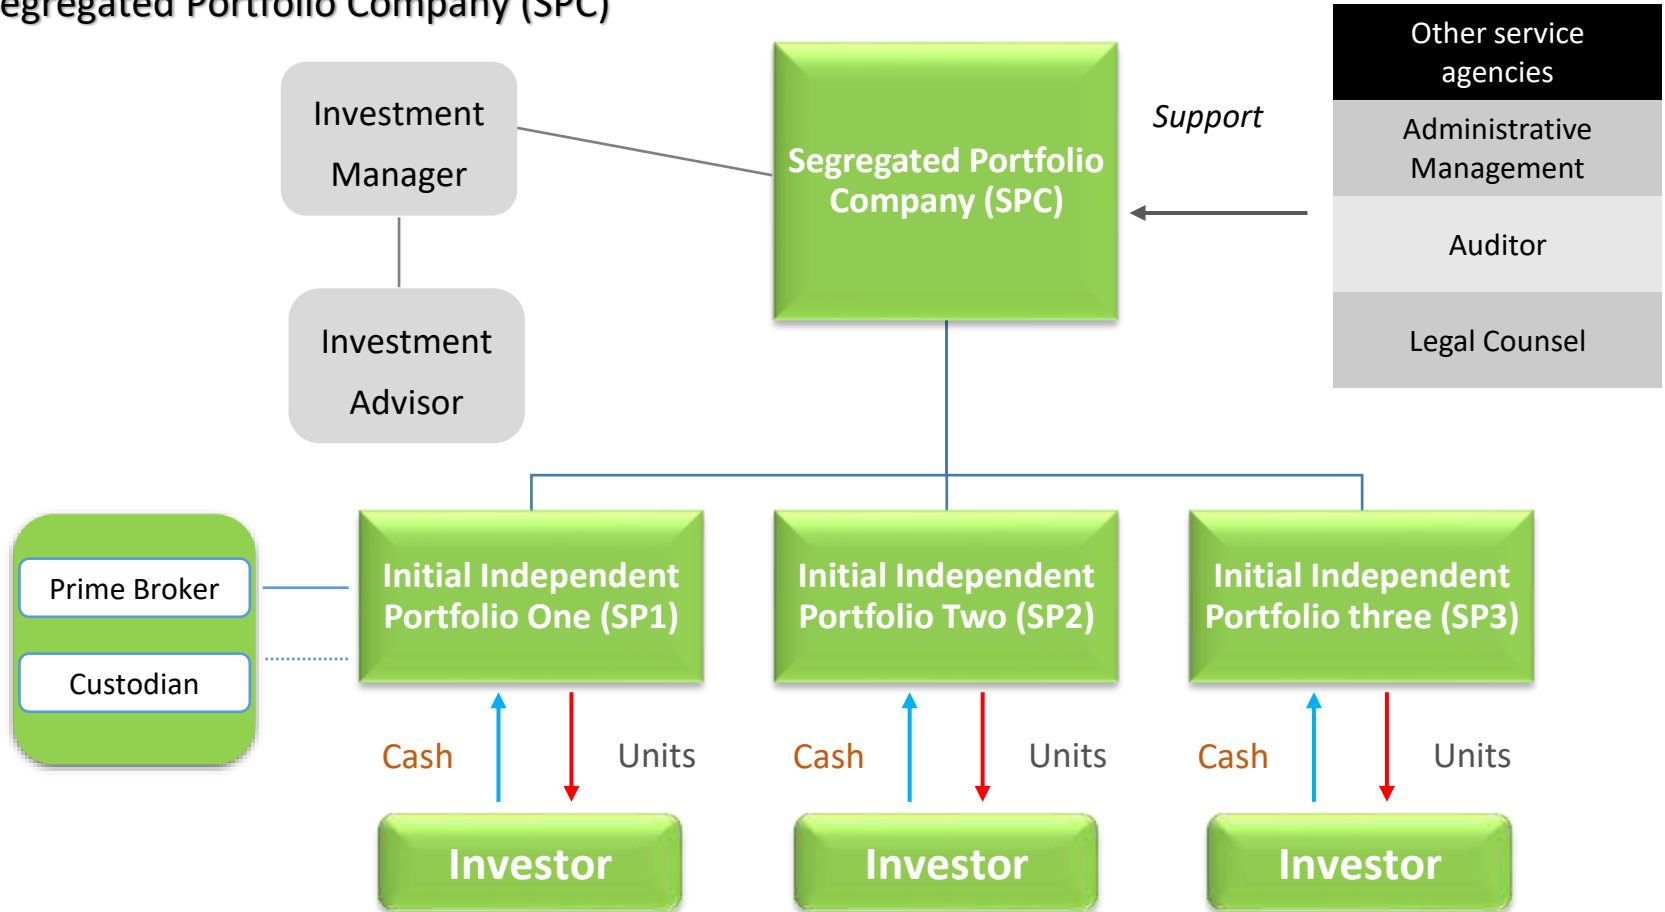 Portfolio Company (SPC)
Other service
agencies
Investment
Manager
Support
Segregated Portfolio
Company (SPC)
Administrative
Management
Auditor
Legal Counsel
Investment
Advisor
Prime Broker
Custodian
Initial Independent
Portfolio One (SP1)
Initial Independent
Portfolio Two (SP2)
Initial Independent
Portfolio three (SP3)
Cash
Units
Cash
Units
Cash
Units
Investor
Investor
Investor